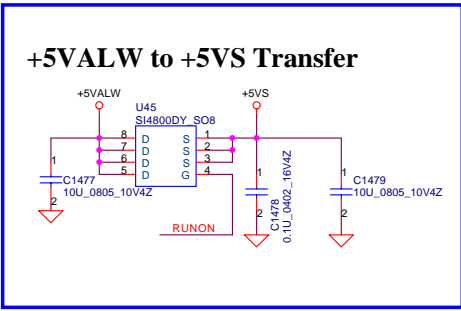 +5VALW to +5VS Transfer
+5VALW
+5VS
U45
SI4800DY_SO8
8 D S 1
7 D S 2
6 D S 3
5 D G 4
1
C1477
10U_0805_10V4Z
2
1
C1478
0.1U_0402_16V4Z
2
1
C1479
10U_0805_10V4Z
2
RUNON